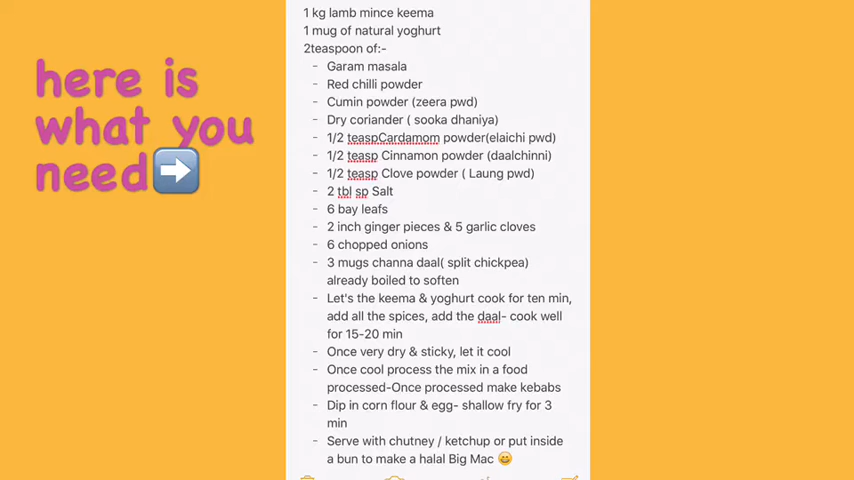 here is
what you
need➡️
1 kg lamb mince keema
1 mug of natural yoghurt
2teaspoon of:-
- Garam masala
- Red chilli powder
- Cumin powder (zeera pwd)
- Dry coriander ( sooka dhaniya)
- 1/2 teaspCardamom powder(elaichi pwd)
- 1/2 teasp Cinnamon powder (daalchinni)
- 1/2 teasp Clove powder ( Laung pwd)
- 2 tbl sp Salt
- 6 bay leafs
- 2 inch ginger pieces & 5 garlic cloves
- 6 chopped onions
- 3 mugs channa daal( split chickpea)
already boiled to soften
- Let's the keema & yoghurt cook for ten min,
add all the spices, add the daal- cook well
for 15-20 min
- Once very dry & sticky, let it cool
- Once cool process the mix in a food
processed-Once processed make kebabs
- Dip in corn flour & egg- shallow fry for 3
min
- Serve with chutney / ketchup or put inside
a bun to make a halal Big Mac 😄